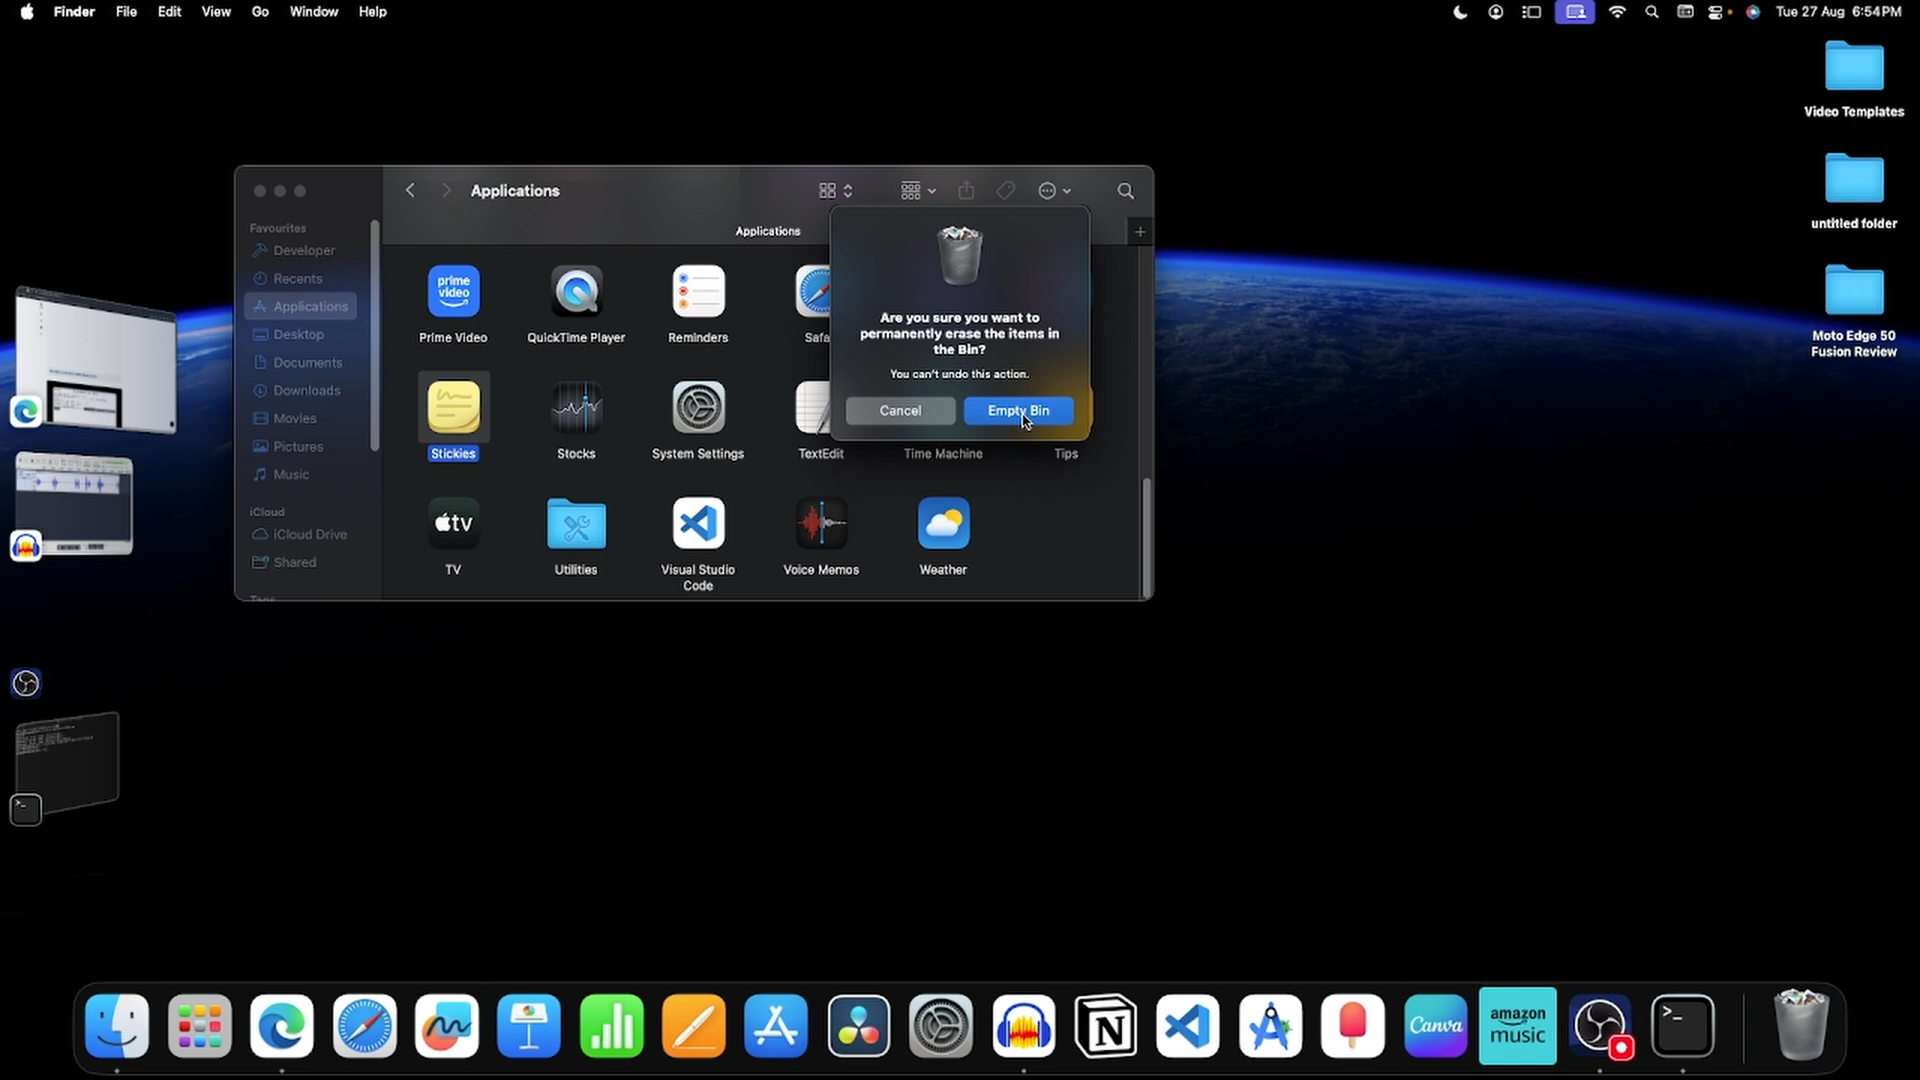 Finder File Edit View Go Window Help
Tue 27 Aug 6:54 PM
Video Templates
untitled folder
Moto Edge 50
Fusion Review
Applications
Applications
Favourites
Developer
Recents
Applications
Desktop
Documents
Downloads
Movies
Pictures
Music
iCloud
iCloud Drive
Shared
Tags
prime
video
Prime Video
QuickTime Player
Reminders
Stickies
Stocks
System Settings
TextEdit
Time Machine
Tips
tv
TV
Utilities
Visual Studio
Code
Voice Memos
Weather
Are you sure you want to
permanently erase the items in
the Bin?
You can't undo this action.
Cancel
Empty Bin
Canva
amazon
music